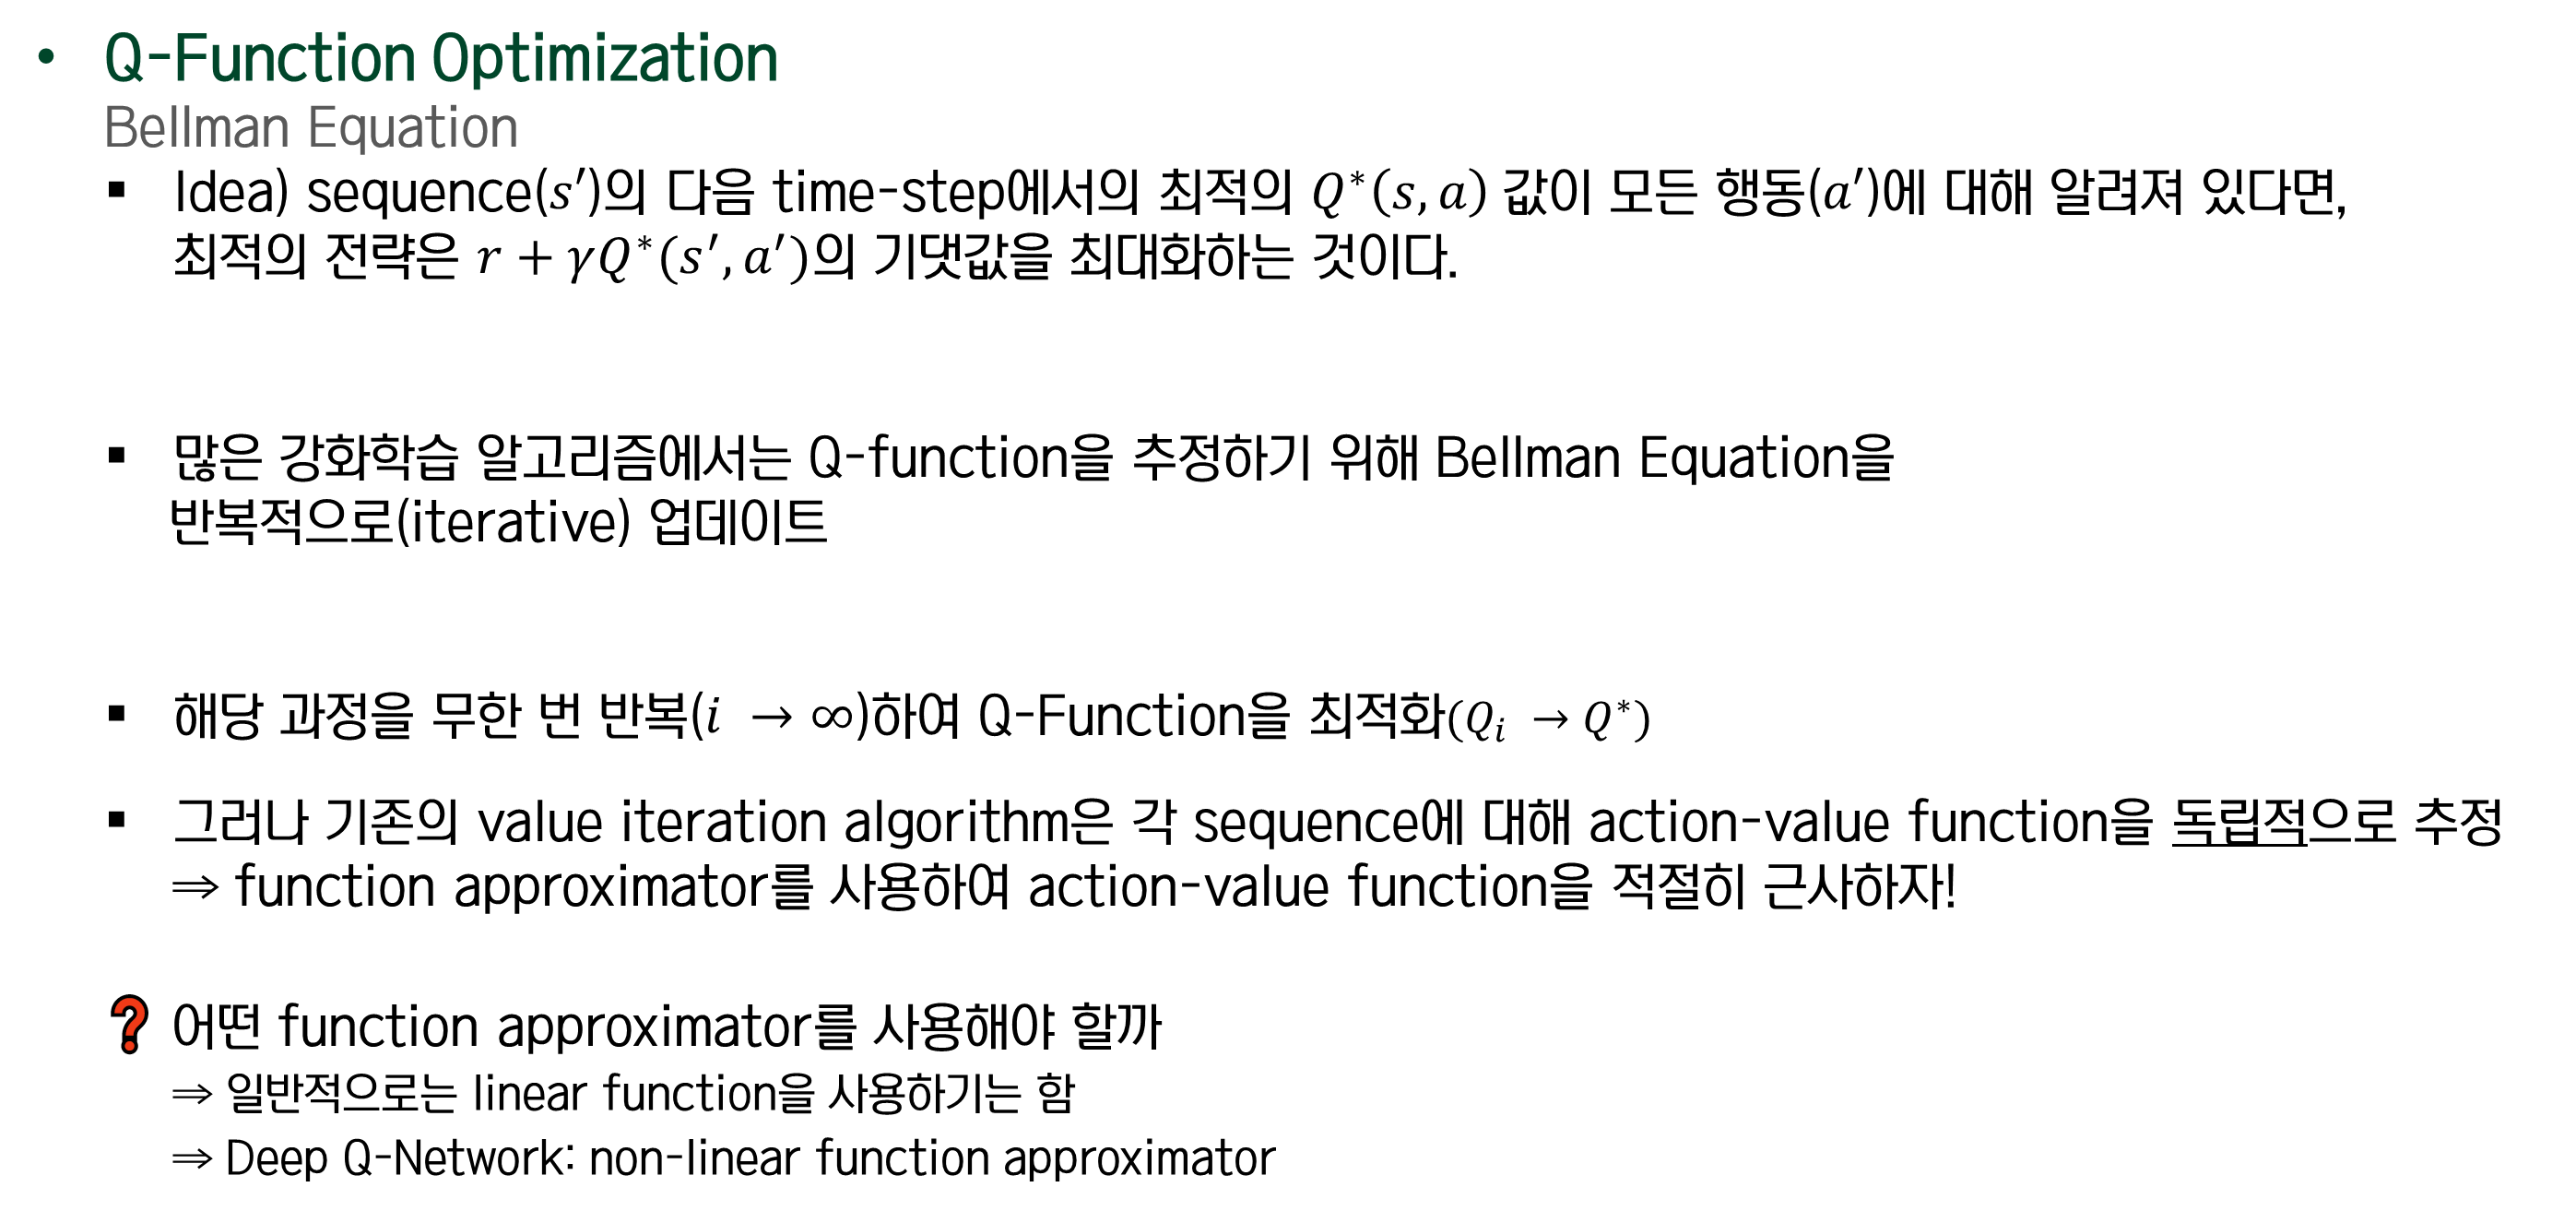 • Q-Function Optimization
Bellman Equation
▪ Idea) sequence(s′)의 다음 time-step에서의 최적의 Q*(s, a) 값이 모든 행동(a′)에 대해 알려져 있다면,
최적의 전략은 r + γQ*(s′, a′)의 기댓값을 최대화하는 것이다.
▪ 많은 강화학습 알고리즘에서는 Q-function을 추정하기 위해 Bellman Equation을
반복적으로(iterative) 업데이트
▪ 해당 과정을 무한 번 반복(i → ∞)하여 Q-Function을 최적화(Qᵢ → Q*)
▪ 그러나 기존의 value iteration algorithm은 각 sequence에 대해 action-value function을 독립적으로 추정
⇒ function approximator를 사용하여 action-value function을 적절히 근사하자!
❓ 어떤 function approximator를 사용해야 할까
⇒ 일반적으로는 linear function을 사용하기는 함
⇒ Deep Q-Network: non-linear function approximator